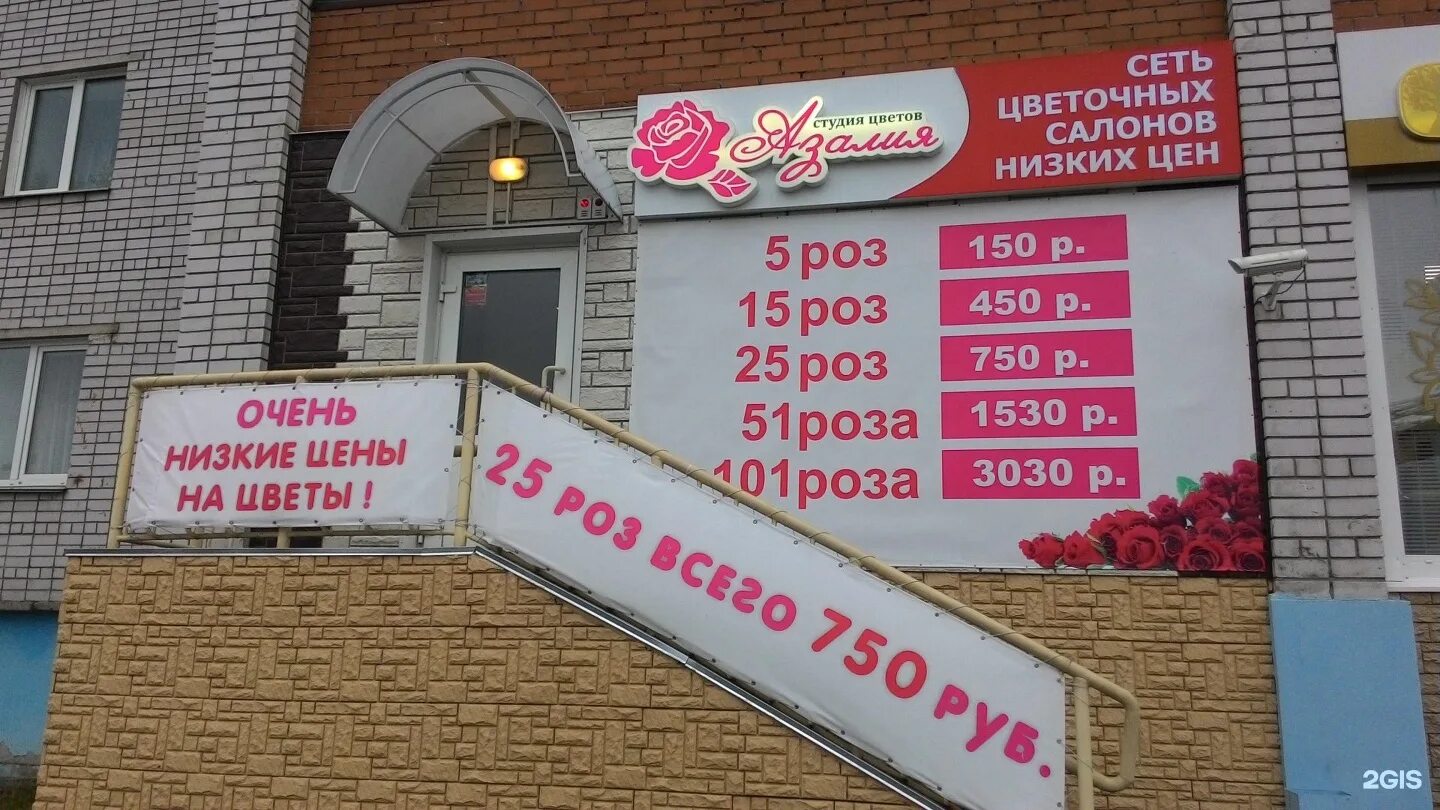 студия цветов
Азалия
СЕТЬ
ЦВЕТОЧНЫХ
САЛОНОВ
НИЗКИХ ЦЕН
5 роз 150 р.
15 роз 450 р.
25 роз 750 р.
51 роза 1530 р.
101 роза 3030 р.
ОЧЕНЬ
НИЗКИЕ ЦЕНЫ
НА ЦВЕТЫ !
25 РОЗ ВСЕГО 750 РУБ.
2GIS